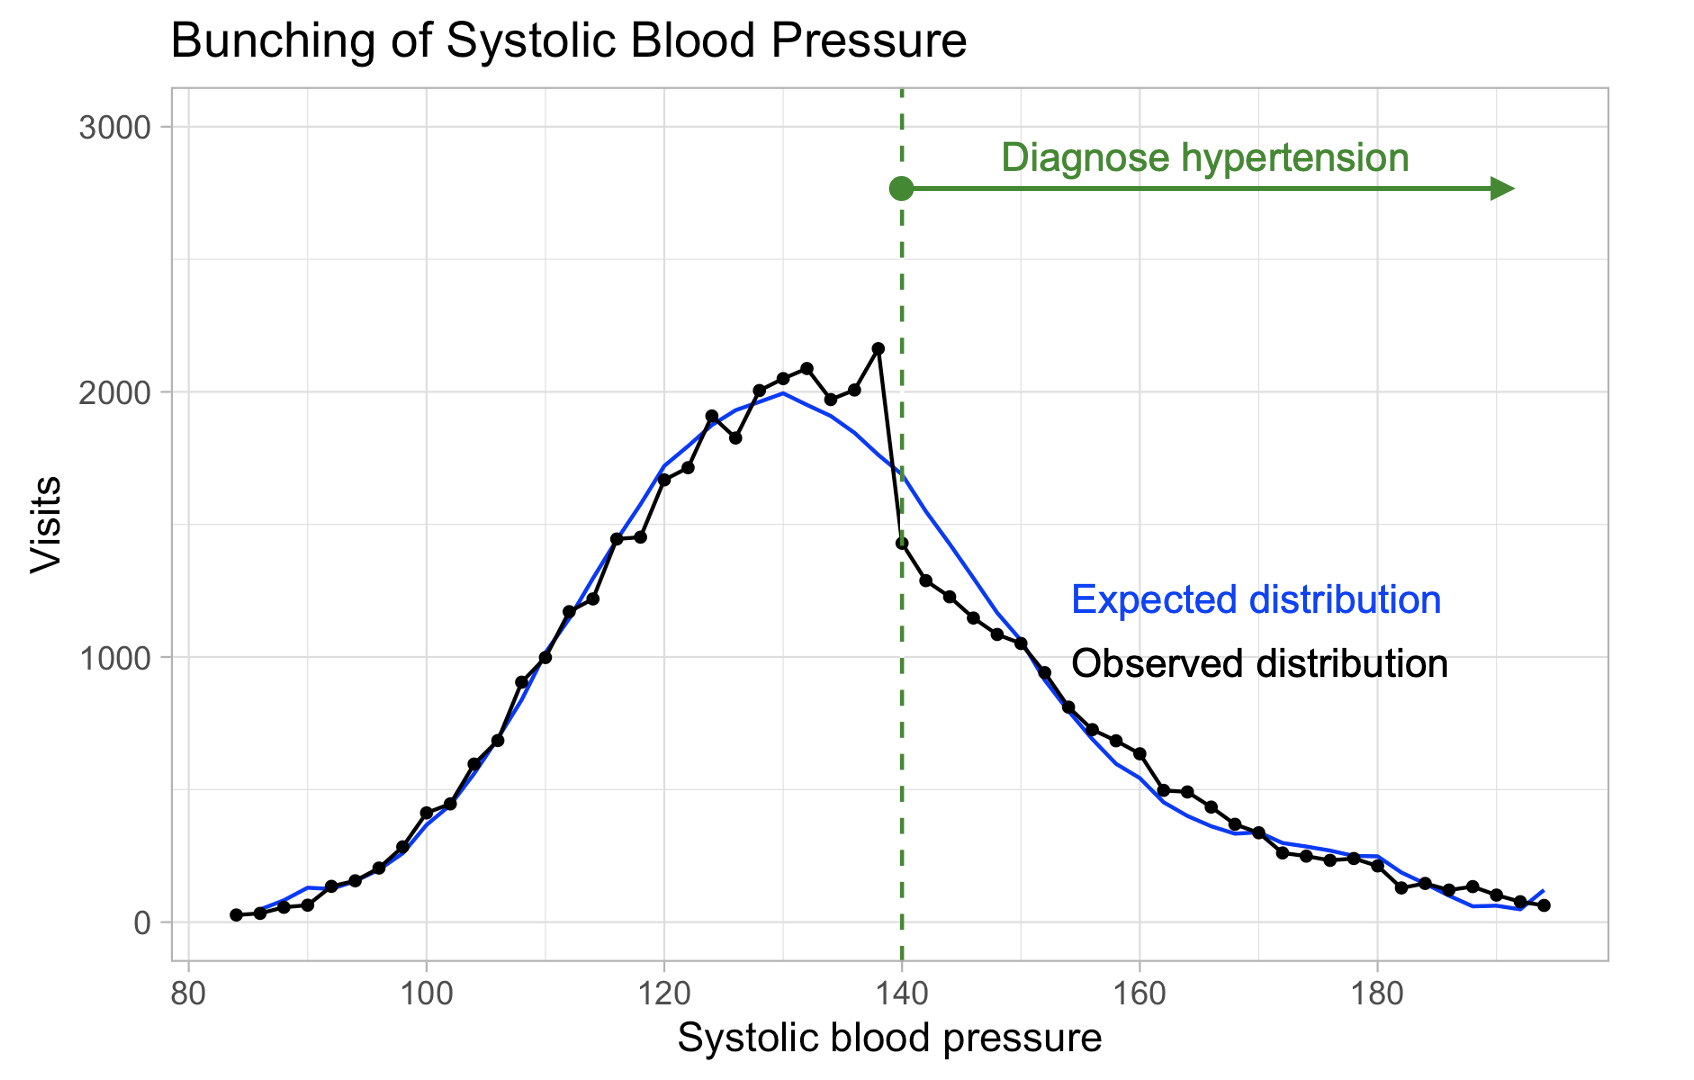 Bunching of Systolic Blood Pressure
3000
Diagnose hypertension
2000
Visits
Expected distribution
1000
Observed distribution
0
80 100 120 140 160 180
Systolic blood pressure